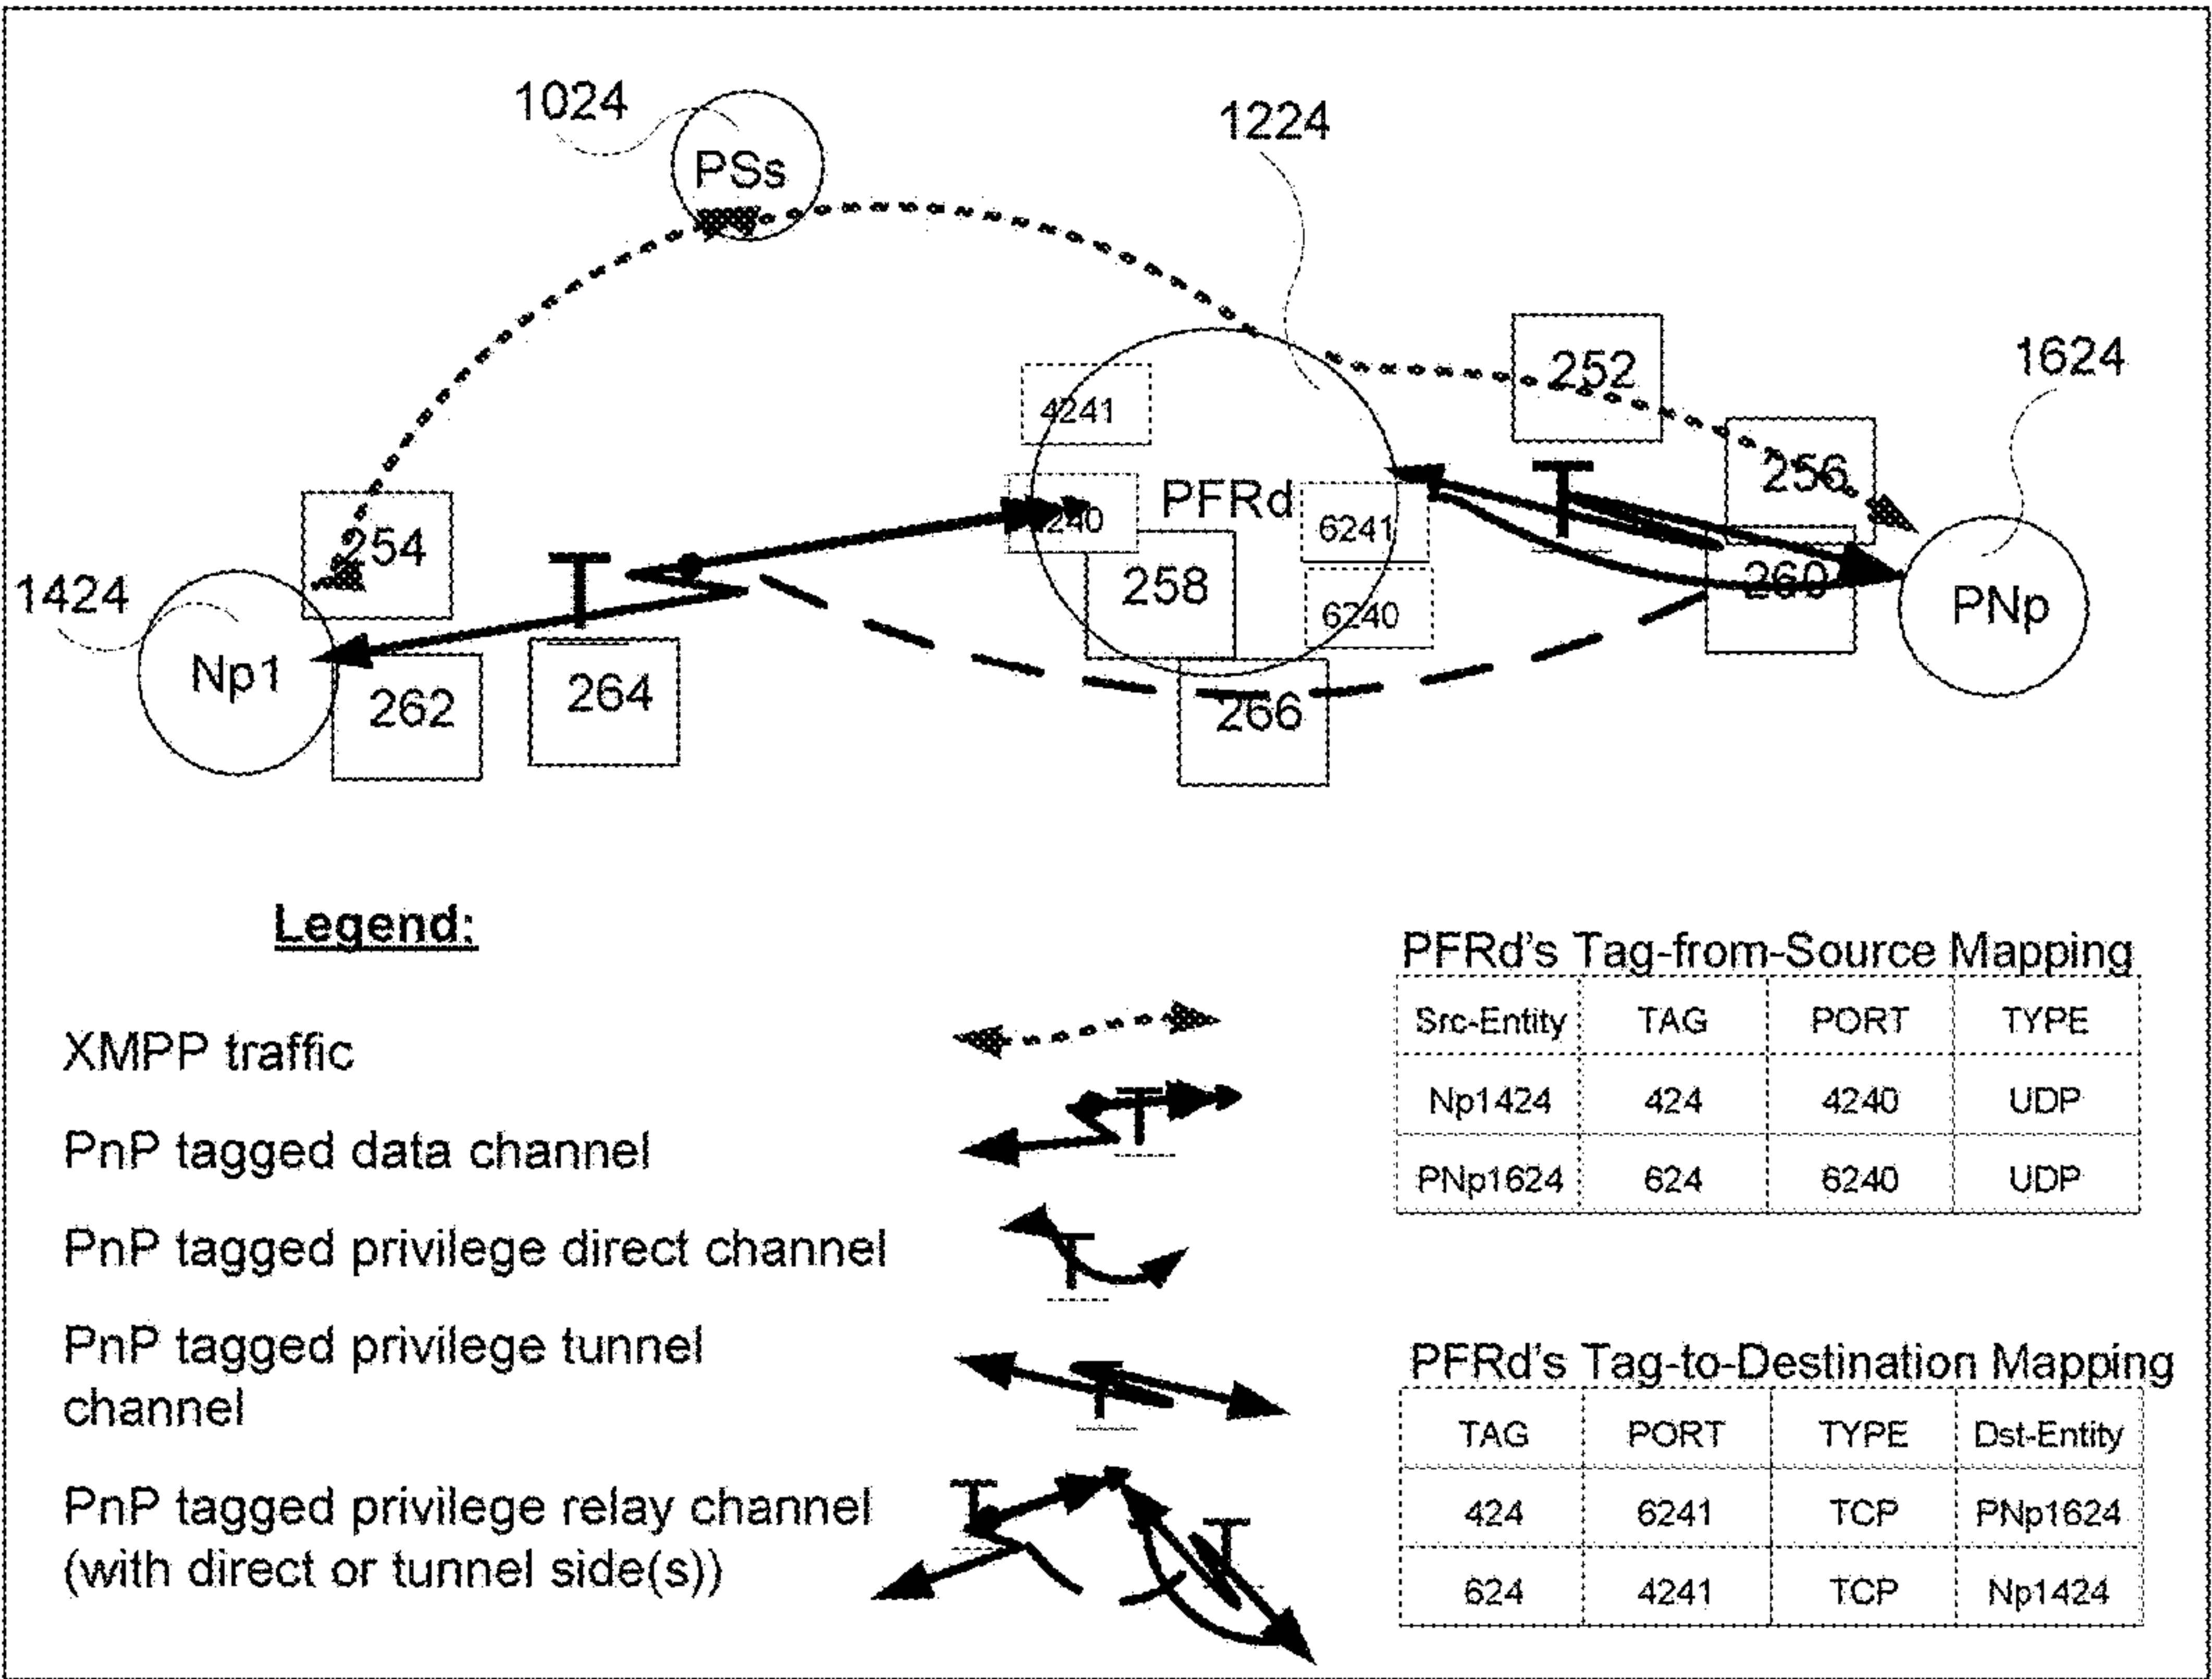 1024
PSs
1224
1624
252
4241
256
PFRd
254
6241
258
260
1424
6240
PNp
Np1
262
264
266
Legend:
XMPP traffic
PnP tagged data channel
PnP tagged privilege direct channel
PnP tagged privilege tunnel
channel
PnP tagged privilege relay channel
(with direct or tunnel side(s))
T
T
T
T
T
T
T
PFRd's Tag-from-Source Mapping
Src-Entity TAG PORT TYPE
Np1424 424 4240 UDP
PNp1624 624 6240 UDP
PFRd's Tag-to-Destination Mapping
TAG PORT TYPE Dst-Entity
424 6241 TCP PNp1624
624 4241 TCP Np1424